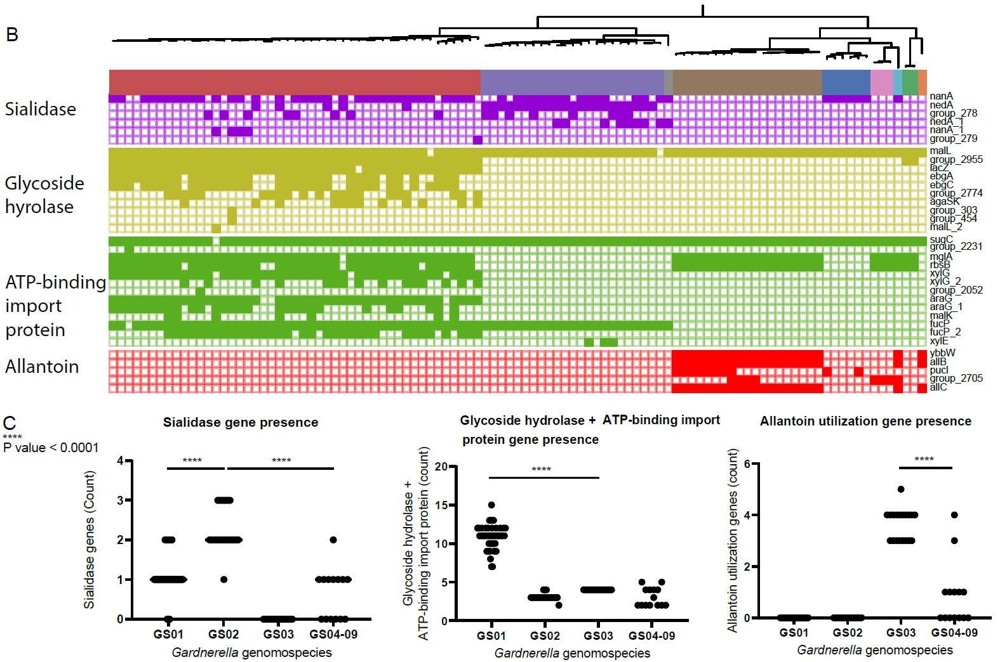 B
Sialidase
nanA
nedA
group_278
nedA_1
nanA_1
group_279
Glycoside
hyrolase
malL
group_2955
lacZ
ebgA
ebgC
group_2774
agaSK
group_303
group_454
malL_2
ATP-binding
import
protein
sugC
group_2231
mglA
rbsB
xylG
xylG_2
group_2052
araG
araG_1
malK
fucP
fucP_2
xylE
Allantoin
ybbW
allB
pucI
group_2705
allC
C
****
P value < 0.0001
Sialidase gene presence
Sialidase genes (Count)
4
3
2
1
0
**** ****
GS01 GS02 GS03 GS04-09
Gardnerella genomospecies
Glycoside hydrolase + ATP-binding import
protein gene presence
Glycoside hydrolase +
ATP-binding import protein (count)
20
15
10
5
0
****
GS01 GS02 GS03 GS04-09
Gardnerella genomospecies
Allantoin utilization gene presence
Allantoin utilization genes (count)
6
4
2
0
****
GS01 GS02 GS03 GS04-09
Gardnerella genomospecies